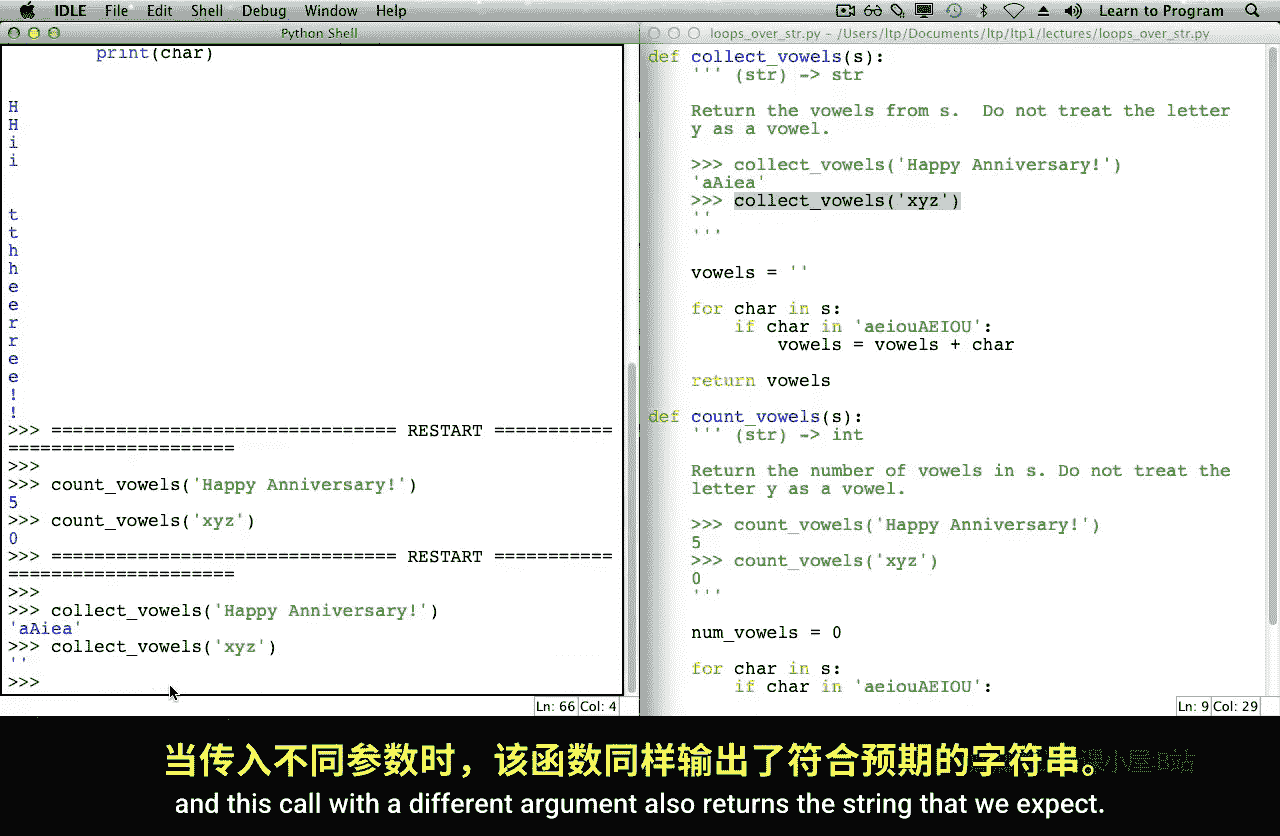 IDLE File Edit Shell Debug Window Help Learn to Program
Python Shell
print(char)
H
H
i
i
t
t
h
h
e
e
r
r
e
e
!
!
>>> ================================ RESTART ===========
=====================
>>>
>>> count_vowels('Happy Anniversary!')
5
>>> count_vowels('xyz')
0
>>> ================================ RESTART ===========
=====================
>>>
>>> collect_vowels('Happy Anniversary!')
'aAiea'
>>> collect_vowels('xyz')
''
>>>
Ln: 66 Col: 4
loops_over_str.py - /Users/ltp/Documents/ltp/ltp1/lectures/loops_over_str.py
def collect_vowels(s):
''' (str) -> str
Return the vowels from s.  Do not treat the letter
y as a vowel.
>>> collect_vowels('Happy Anniversary!')
'aAiea'
>>> collect_vowels('xyz')
''
'''
vowels = ''
for char in s:
if char in 'aeiouAEIOU':
vowels = vowels + char
return vowels
def count_vowels(s):
''' (str) -> int
Return the number of vowels in s. Do not treat the
letter y as a vowel.
>>> count_vowels('Happy Anniversary!')
5
>>> count_vowels('xyz')
0
'''
num_vowels = 0
for char in s:
if char in 'aeiouAEIOU':
Ln: 9 Col: 29
当传入不同参数时，该函数同样输出了符合预期的字符串。
and this call with a different argument also returns the string that we expect.